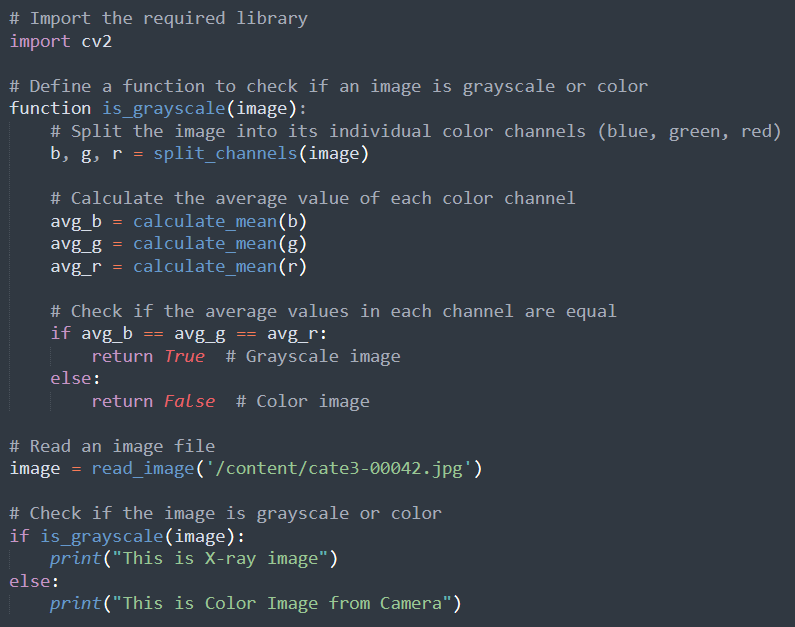 # Import the required library
import cv2

# Define a function to check if an image is grayscale or color
function is_grayscale(image):
    # Split the image into its individual color channels (blue, green, red)
    b, g, r = split_channels(image)

    # Calculate the average value of each color channel
    avg_b = calculate_mean(b)
    avg_g = calculate_mean(g)
    avg_r = calculate_mean(r)

    # Check if the average values in each channel are equal
    if avg_b == avg_g == avg_r:
        return True  # Grayscale image
    else:
        return False  # Color image

# Read an image file
image = read_image('/content/cate3-00042.jpg')

# Check if the image is grayscale or color
if is_grayscale(image):
    print("This is X-ray image")
else:
    print("This is Color Image from Camera")